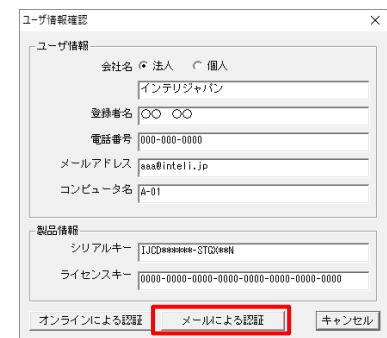 ユーザ情報確認
ユーザ情報
会社名 法人 個人
インテリジャパン
登録者名 ○○ ○○
電話番号 000-000-0000
メールアドレス aaa@inteli.jp
コンピュータ名 A-01
製品情報
シリアルキー IJCD******-STGX**N
ライセンスキー 0000-0000-0000-0000-0000-0000-0000
オンラインによる認証 メールによる認証 キャンセル